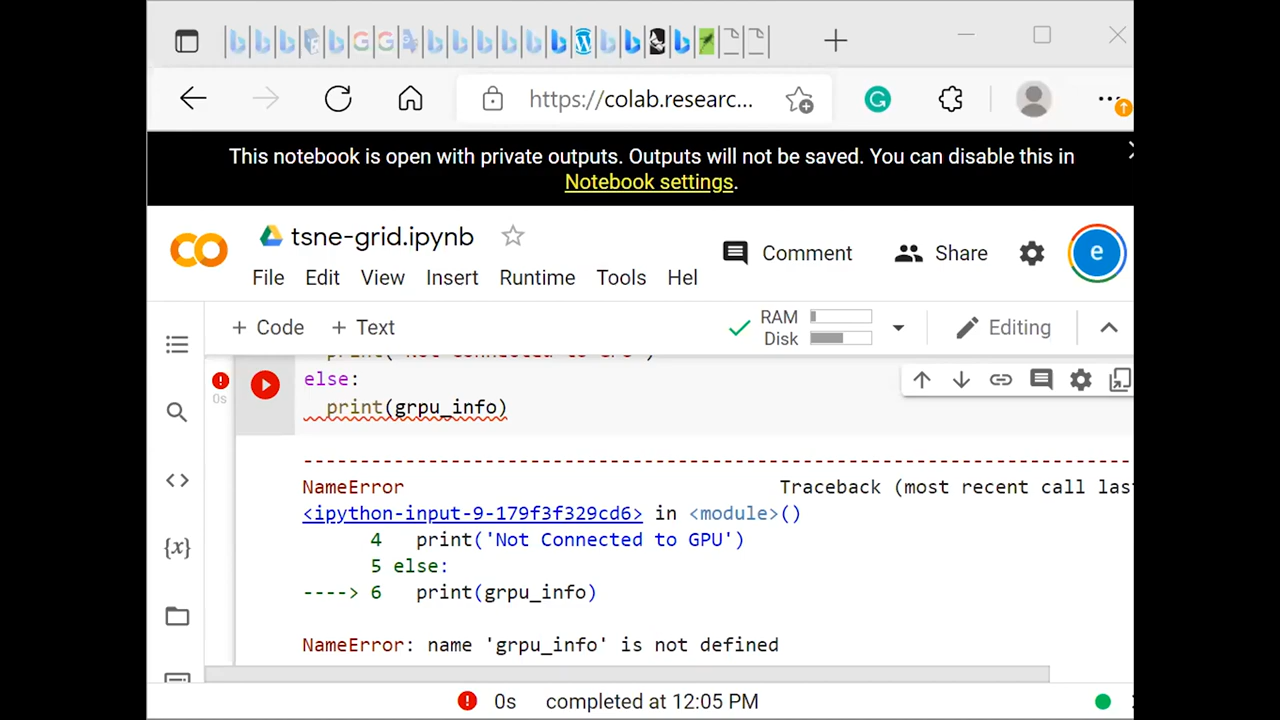 https://colab.researc...
This notebook is open with private outputs. Outputs will not be saved. You can disable this in
Notebook settings.
tsne-grid.ipynb
Comment
Share
e
File Edit View Insert Runtime Tools Hel
+ Code + Text
RAM
Disk
Editing
else:
0s
print(grpu_info)
NameError Traceback (most recent call last
<ipython-input-9-179f3f329cd6> in <module>()
4 print('Not Connected to GPU')
5 else:
----> 6 print(grpu_info)
NameError: name 'grpu_info' is not defined
0s completed at 12:05 PM